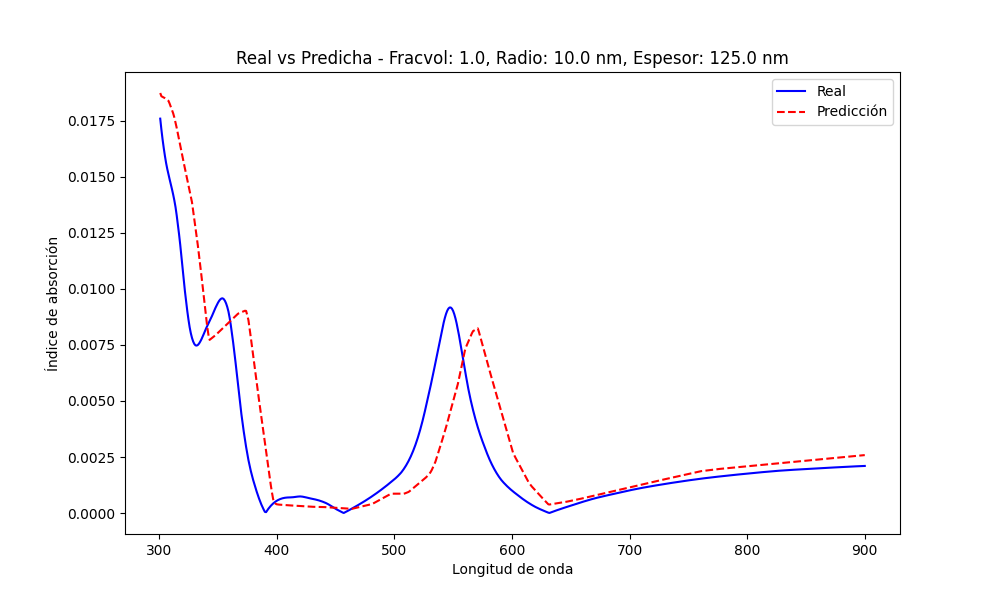 Real vs Predicha - Fracvol: 1.0, Radio: 10.0 nm, Espesor: 125.0 nm
Real
Predicción
Índice de absorción
0.0175
0.0150
0.0125
0.0100
0.0075
0.0050
0.0025
0.0000
300 400 500 600 700 800 900
Longitud de onda